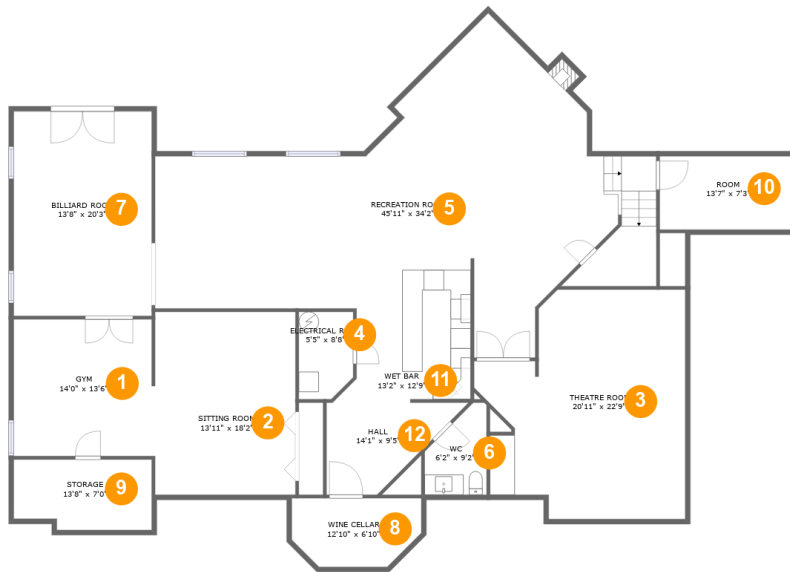 BILLIARD ROO
7
13'8" x 20'3"
RECREATION RO
5
45'11" x 34'2"
ROOM
10
13'7" x 7'3"
ELECTRICAL R
4
5'5" x 8'8"
GYM
1
14'0" x 13'6"
WET BAR
11
13'2" x 12'9"
SITTING ROOM
2
13'11" x 18'2"
THEATRE ROO
3
20'11" x 22'9"
HALL
12
14'1" x 9'5"
WC
6
6'2" x 9'2"
STORAGE
9
13'8" x 7'0"
WINE CELLAR
8
12'10" x 6'10"